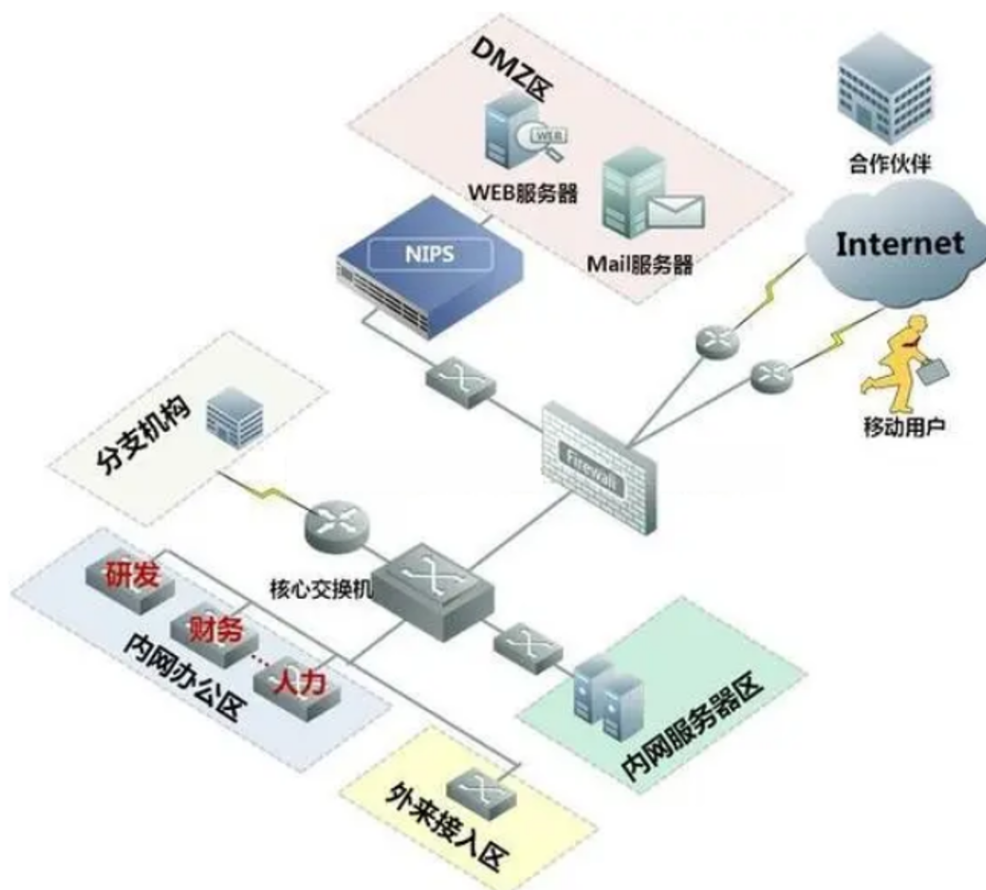 DMZ区
WEB
WEB服务器
Mail服务器
合作伙伴
Internet
移动用户
NIPS
Firewall
分支机构
核心交换机
研发
财务
...
人力
内网办公区
内网服务器区
外来接入区